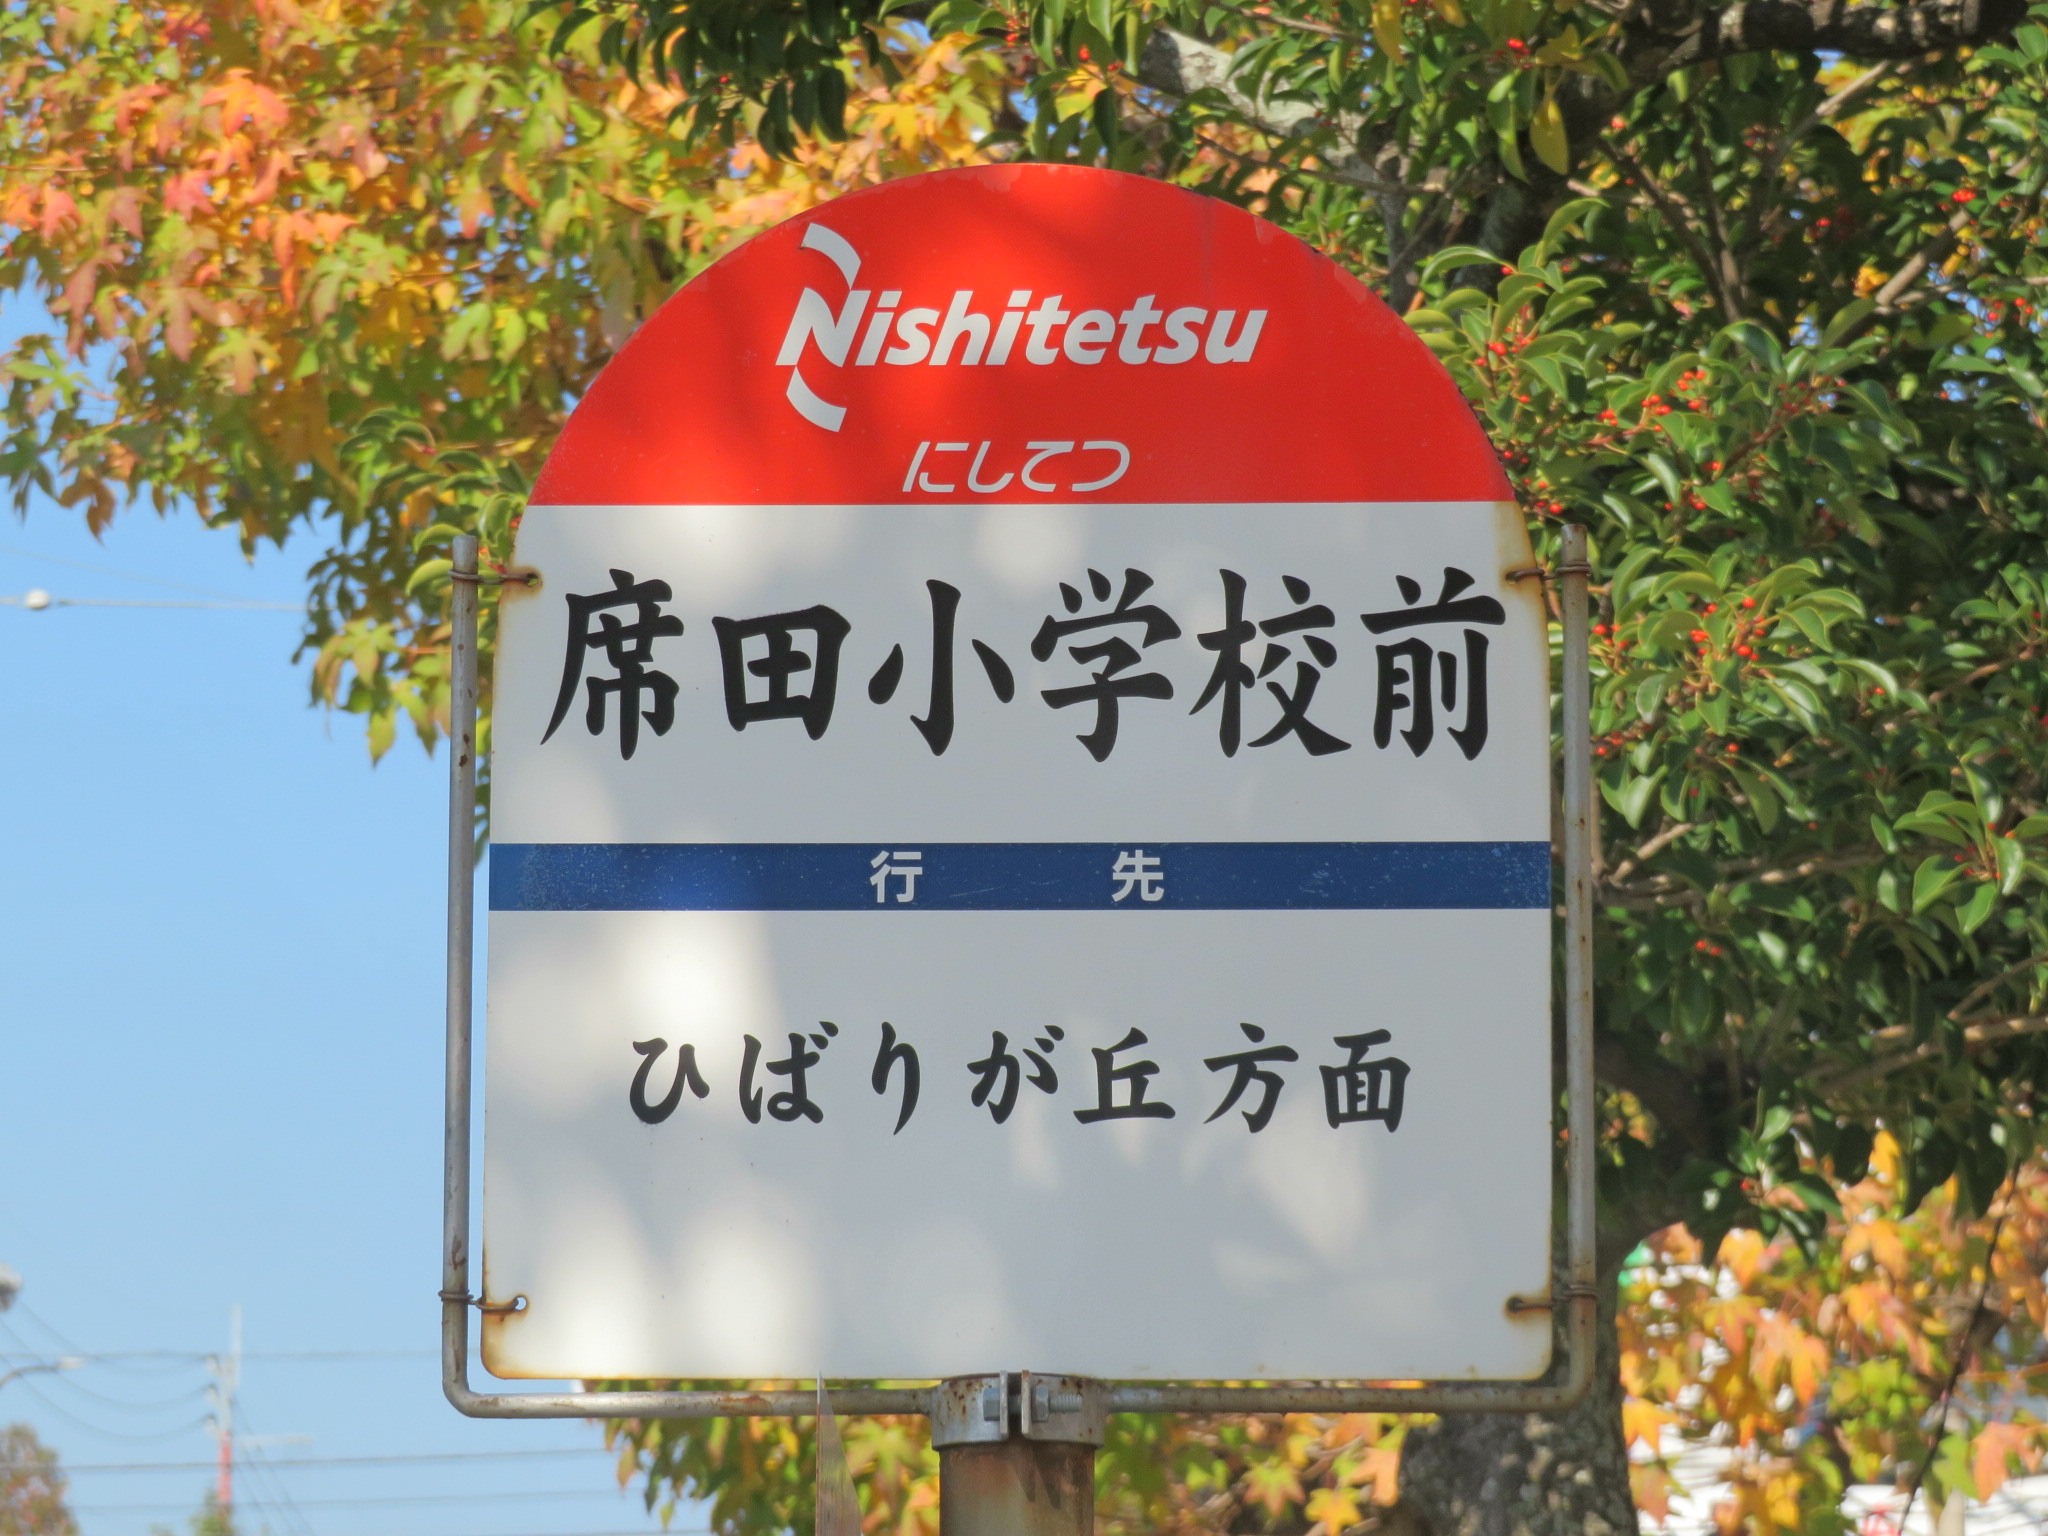 Nishitetsu
にしてつ
席田小学校前
行先
ひばりが丘方面